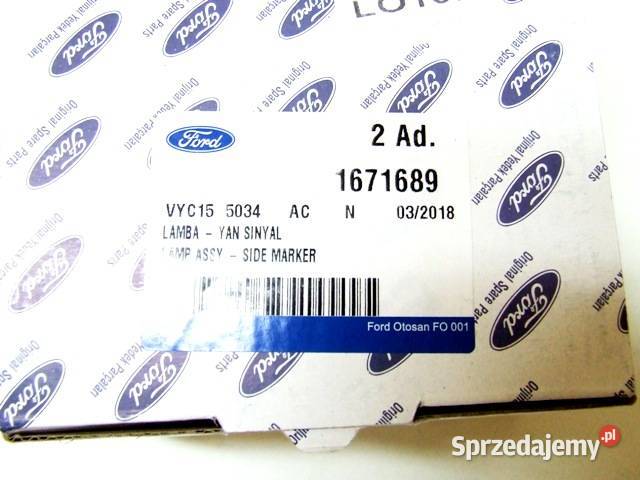 Ford
2 Ad.
1671689
VYC15 5034 AC N 03/2018
LAMBA - YAN SINYAL
LAMP ASSY - SIDE MARKER
Ford Otosan FO 001
Ford
Orijinal Yedek Parçaları
Original Spare Parts
Sprzedajemy.pl